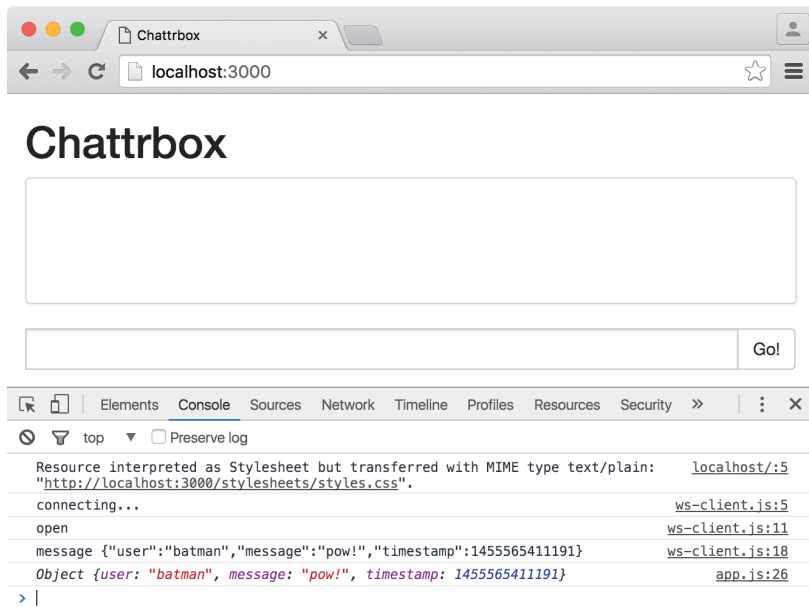 Chattrbox
localhost:3000
Chattrbox
Go!
Elements Console Sources Network Timeline Profiles Resources Security »
top ▼ Preserve log
Resource interpreted as Stylesheet but transferred with MIME type text/plain: localhost/:5
"http://localhost:3000/stylesheets/styles.css".
connecting... ws-client.js:5
open ws-client.js:11
message {"user":"batman","message":"pow!","timestamp":1455565411191} ws-client.js:18
Object {user: "batman", message: "pow!", timestamp: 1455565411191} app.js:26
>